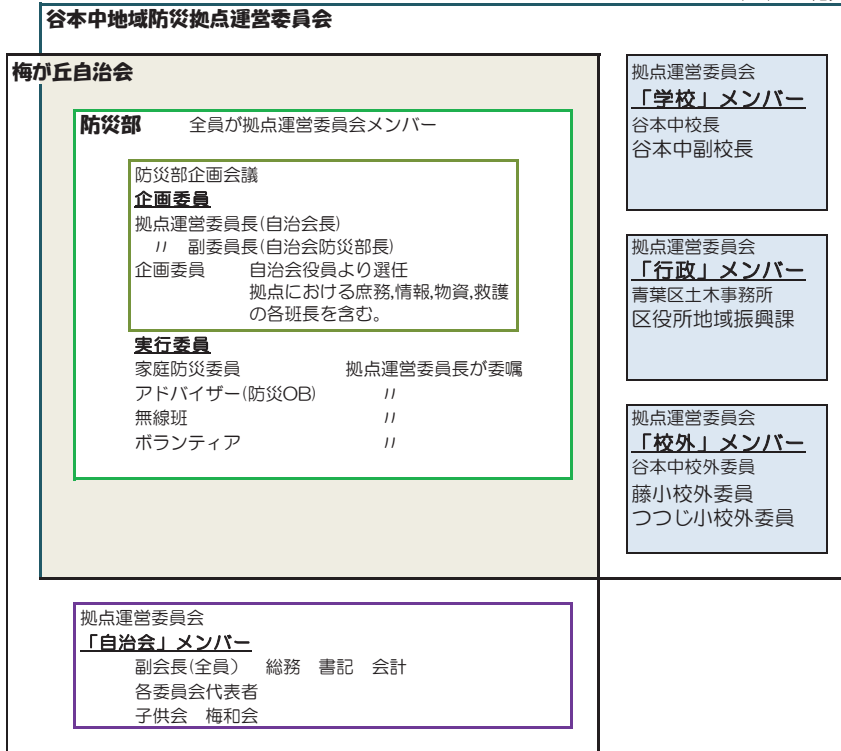 谷本中地域防災拠点運営委員会
梅が丘自治会
防災部　全員が拠点運営委員会メンバー
防災部企画会議
企画委員
拠点運営委員長(自治会長)
〃　副委員長(自治会防災部長)
企画委員　自治会役員より選任
拠点における庶務,情報,物資,救護
の各班長を含む。
実行委員
家庭防災委員　拠点運営委員長が委嘱
アドバイザー(防災OB)　〃
無線班　〃
ボランティア　〃
拠点運営委員会
「学校」メンバー
谷本中校長
谷本中副校長
拠点運営委員会
「行政」メンバー
青葉区土木事務所
区役所地域振興課
拠点運営委員会
「校外」メンバー
谷本中校外委員
藤小校外委員
つつじ小校外委員
拠点運営委員会
「自治会」メンバー
副会長(全員）　総務　書記　会計
各委員会代表者
子供会　梅和会